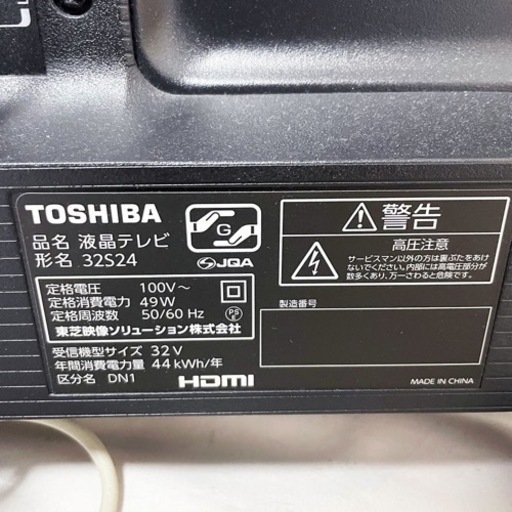 TOSHIBA
品名 液晶テレビ
形名 32S24
G
JQA
定格電圧 100V～
定格消費電力 49W
定格周波数 50/60 Hz
PS
E
東芝映像ソリューション株式会社
受信機型サイズ 32V
年間消費電力量 44kWh/年
区分名 DN1
HDMI
警告
高圧注意
サービスマン以外の方は裏ぶたをあけ
ないでください。内部には高電圧部分が
数多くあり、万一さわると危険です。
製造番号
MADE IN CHINA